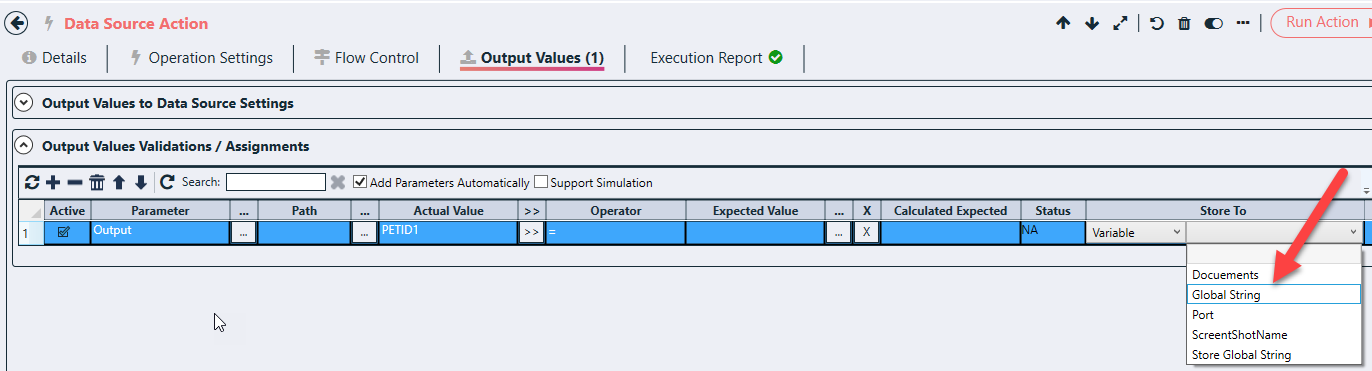 Data Source Action
Run Action
Details
Operation Settings
Flow Control
Output Values (1)
Execution Report
Output Values to Data Source Settings
Output Values Validations / Assignments
Search:
Add Parameters Automatically
Support Simulation
Active Parameter ... Path ... Actual Value >> Operator Expected Value ... X Calculated Expected Status Store To
1 Output ... ... PETID1 >> = ... X NA Variable
Docuements
Global String
Port
ScreentShotName
Store Global String